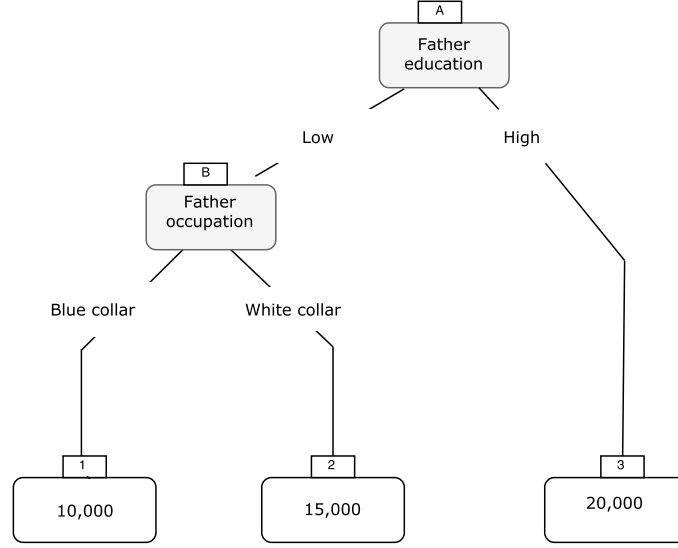 A
Father
education
Low
High
B
Father
occupation
Blue collar
White collar
1
2
3
10,000
15,000
20,000